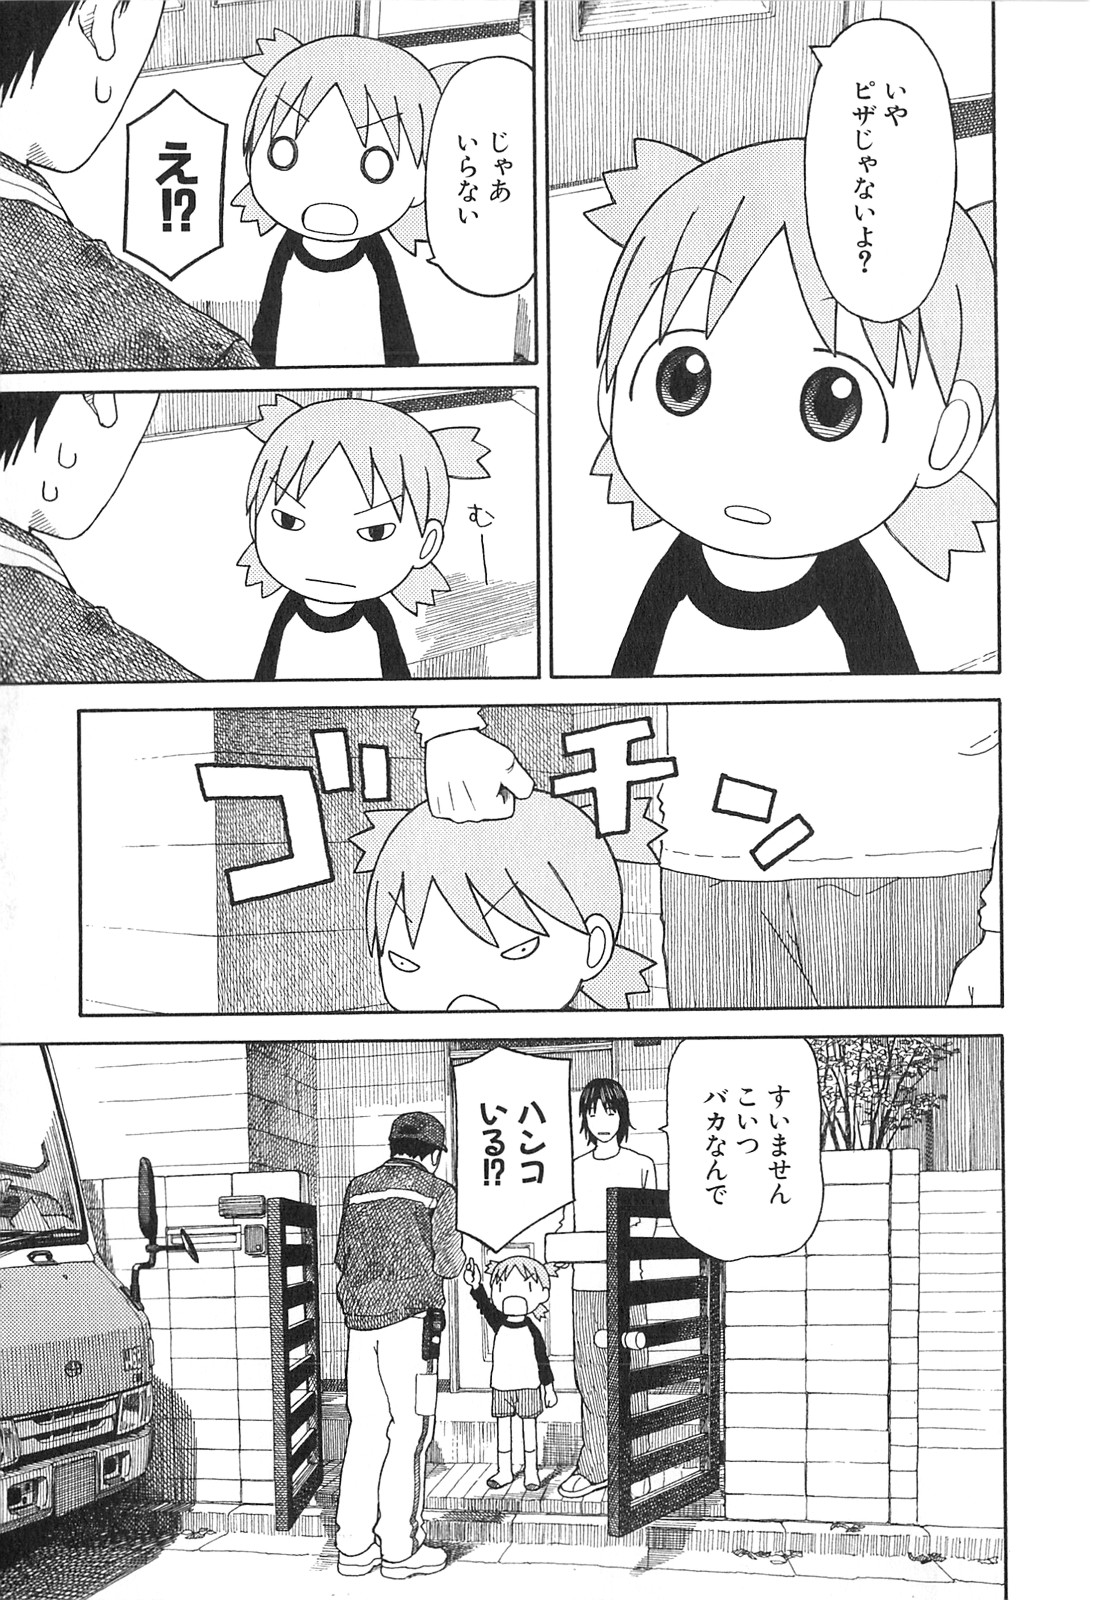 いや
ピザじゃないよ?
じゃあ
いらない
え!?
む
ゴチン
すいません
こいつ
バカなんで
ハンコ
いる!?